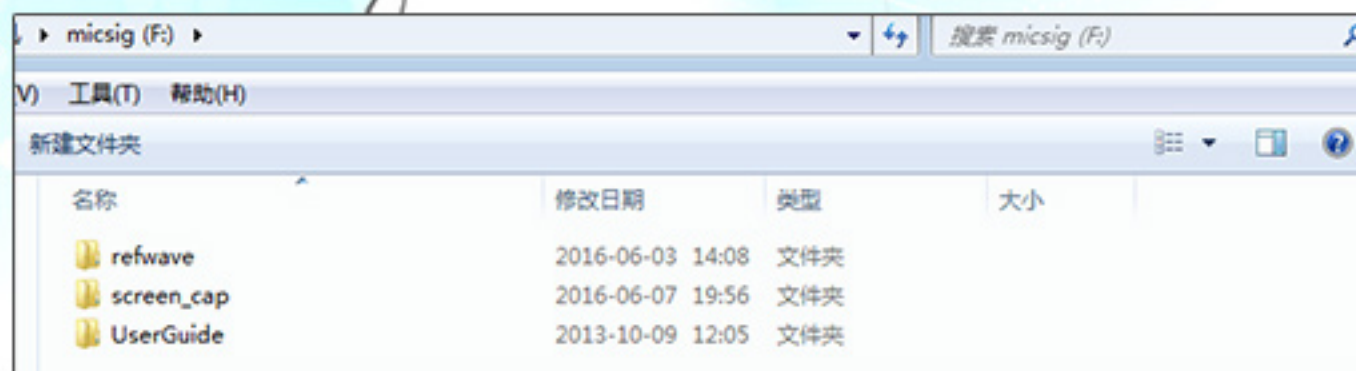 micsig (F:)
搜索 micsig (F:)
V) 工具(T) 帮助(H)
新建文件夹
名称 修改日期 类型 大小
refwave 2016-06-03 14:08 文件夹
screen_cap 2016-06-07 19:56 文件夹
UserGuide 2013-10-09 12:05 文件夹